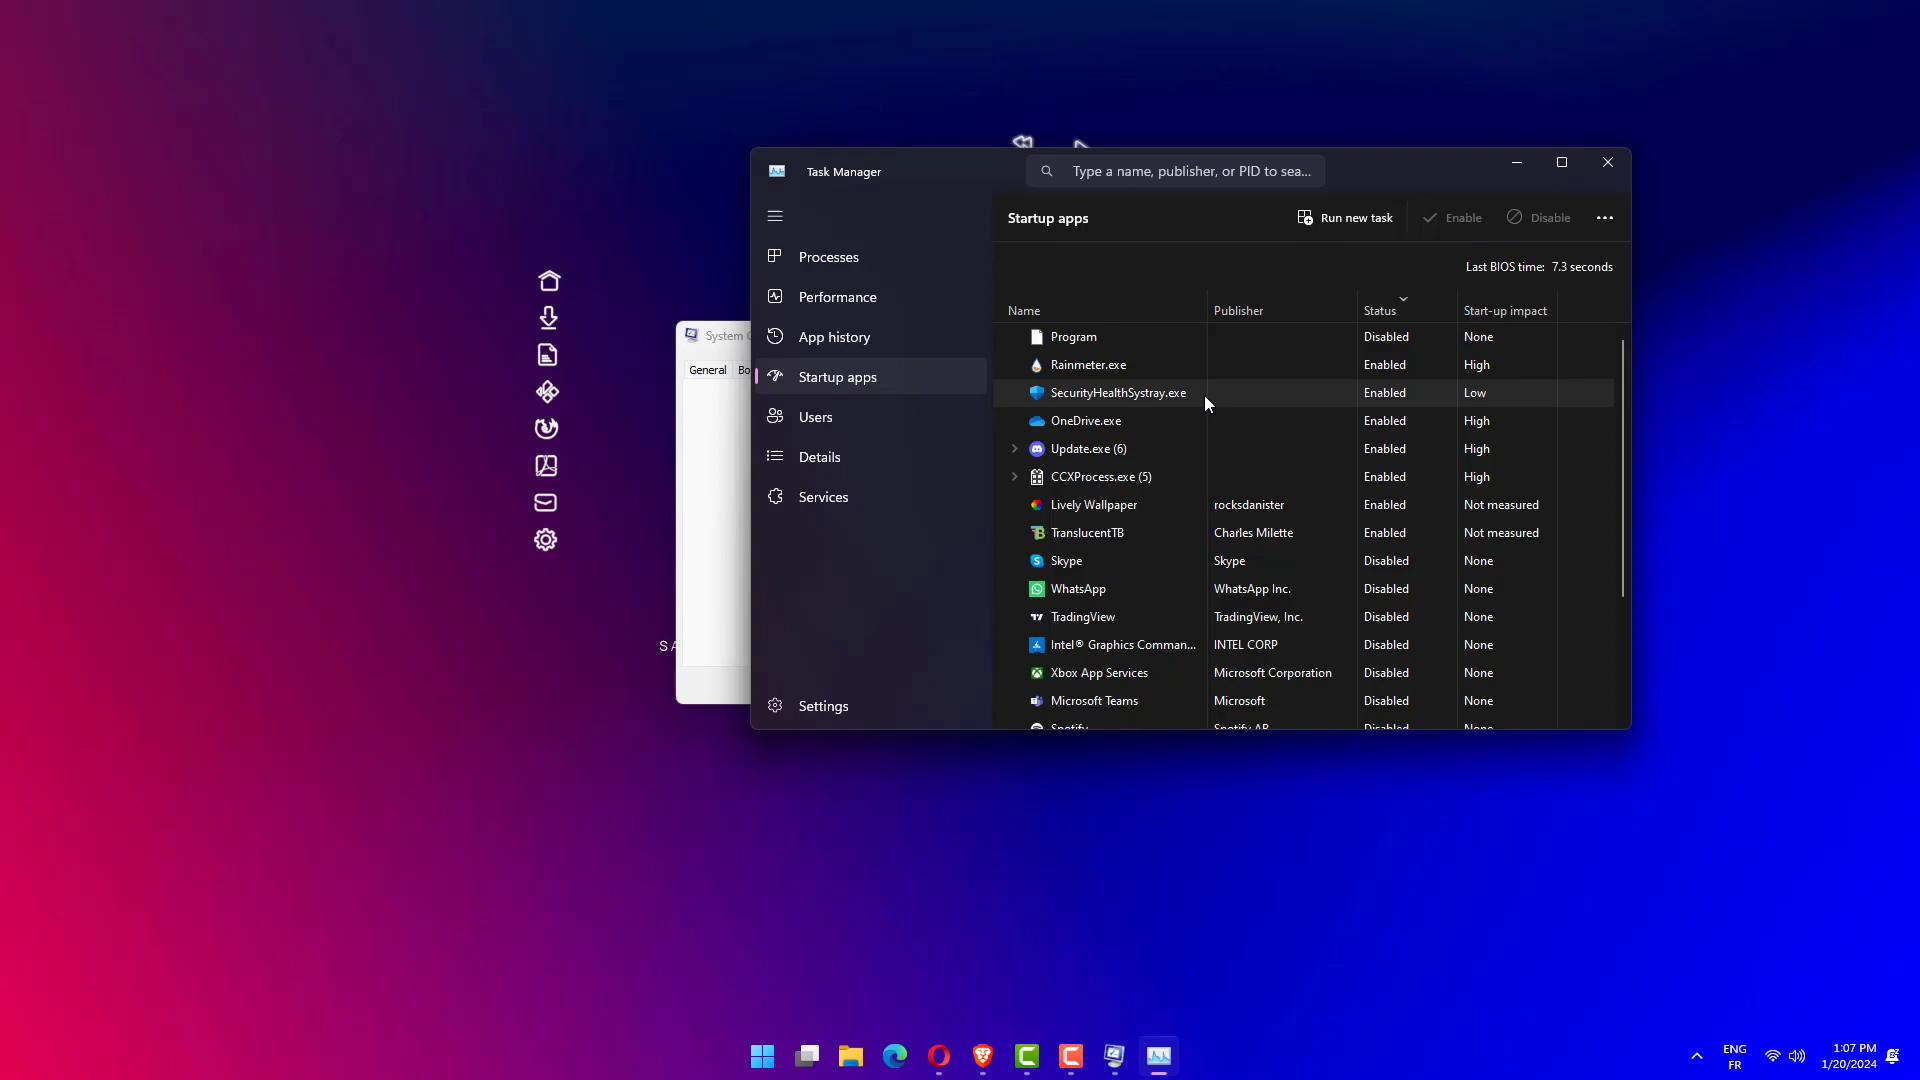 Task Manager
Type a name, publisher, or PID to sea...
Startup apps
Run new task
Enable
Disable
Last BIOS time: 7.3 seconds
Processes
Performance
App history
Startup apps
Users
Details
Services
Settings
Name Publisher Status Start-up impact
Program Disabled None
Rainmeter.exe Enabled High
SecurityHealthSystray.exe Enabled Low
OneDrive.exe Enabled High
Update.exe (6) Enabled High
CCXProcess.exe (5) Enabled High
Lively Wallpaper rocksdanister Enabled Not measured
TranslucentTB Charles Milette Enabled Not measured
Skype Skype Disabled None
WhatsApp WhatsApp Inc. Disabled None
TradingView TradingView, Inc. Disabled None
Intel® Graphics Comman... INTEL CORP Disabled None
Xbox App Services Microsoft Corporation Disabled None
Microsoft Teams Microsoft Disabled None
Spotify Spotify AB Disabled None
System
General Bo
S A
ENG
FR
1:07 PM
1/20/2024